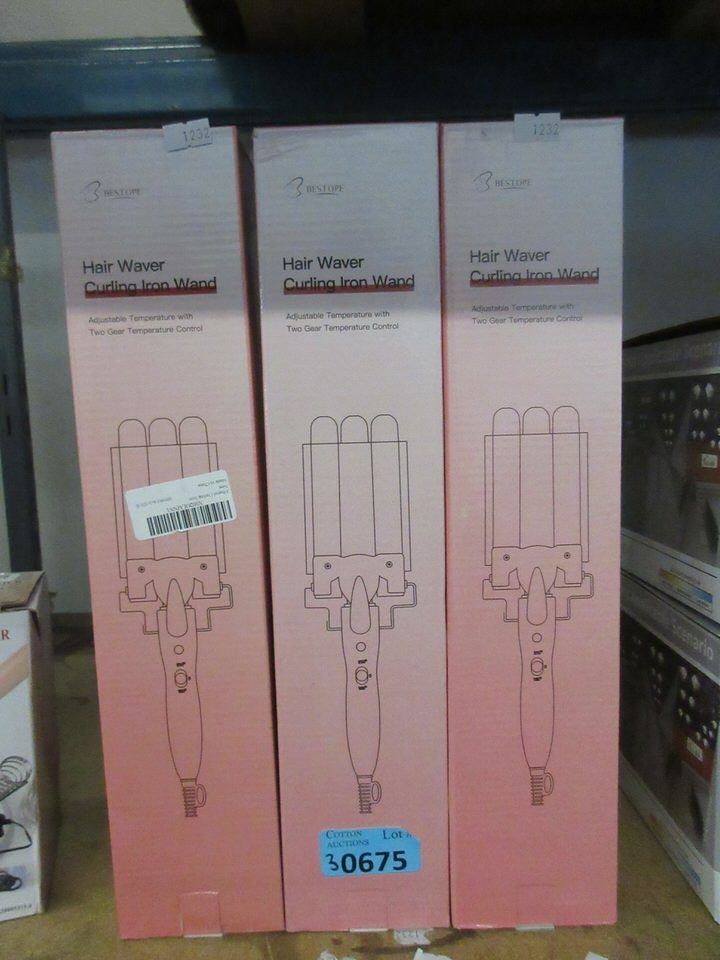 1232
BESTOPE
Hair Waver
Curling Iron Wand
Adjustable Temperature with
Two Gear Temperature Control
BESTOPE
Hair Waver
Curling Iron Wand
Adjustable Temperature with
Two Gear Temperature Control
COTTON
AUCTIONS
Lot
30675
1232
BESTOPE
Hair Waver
Curling Iron Wand
Adjustable Temperature with
Two Gear Temperature Control
R
scenario